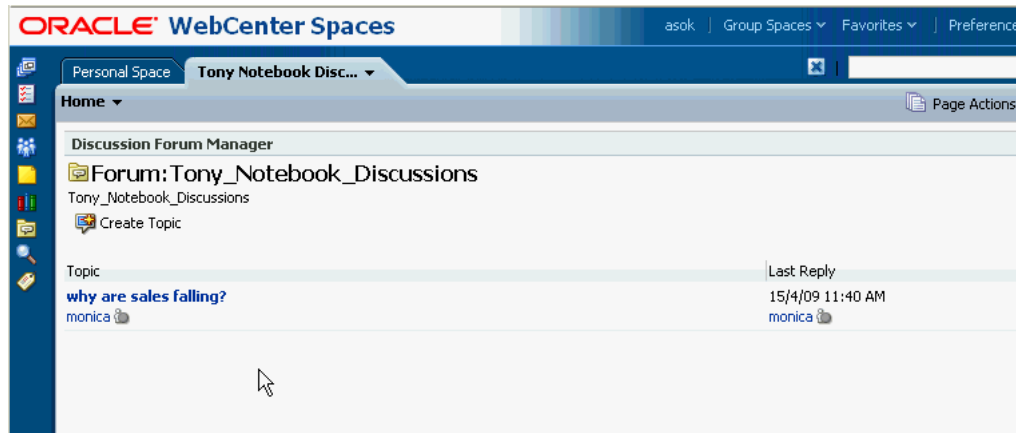 ORACLE WebCenter Spaces
asok | Group Spaces Favorites | Preference
Personal Space Tony Notebook Disc...
Home Page Actions
Discussion Forum Manager
Forum:Tony_Notebook_Discussions
Tony_Notebook_Discussions
Create Topic
Topic Last Reply
why are sales falling? 15/4/09 11:40 AM
monica monica